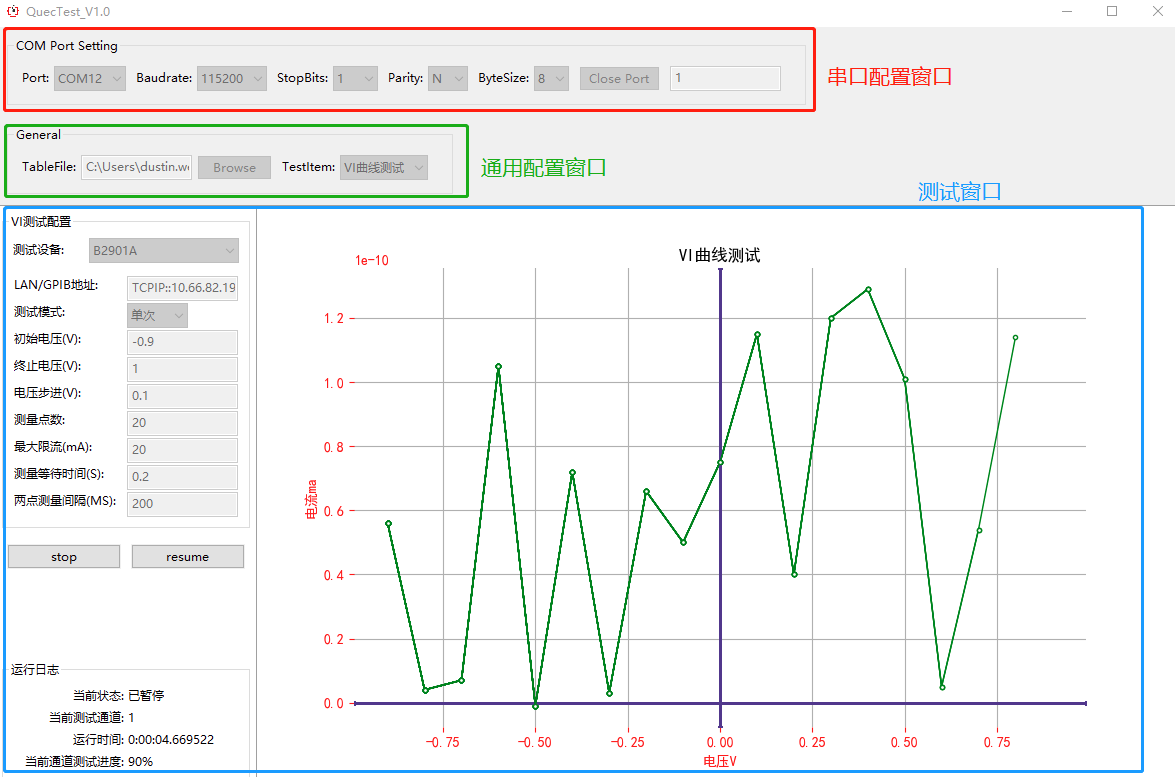 QuecTest_V1.0
COM Port Setting
Port: COM12 Baudrate: 115200 StopBits: 1 Parity: N ByteSize: 8 Close Port 1
串口配置窗口
General
TableFile: C:\Users\dustin.we Browse TestItem: VI曲线测试
通用配置窗口
测试窗口
VI测试配置
测试设备: B2901A
LAN/GPIB地址: TCPIP::10.66.82.19
测试模式: 单次
初始电压(V): -0.9
终止电压(V): 1
电压步进(V): 0.1
测量点数: 20
最大限流(mA): 20
测量等待时间(S): 0.2
两点测量间隔(MS): 200
stop resume
运行日志
当前状态: 已暂停
当前测试通道: 1
运行时间: 0:00:04.669522
当前通道测试进度: 90%
VI曲线测试
1e-10
1.2
1.0
0.8
0.6
0.4
0.2
0.0
电流ma
-0.75 -0.50 -0.25 0.00 0.25 0.50 0.75
电压V